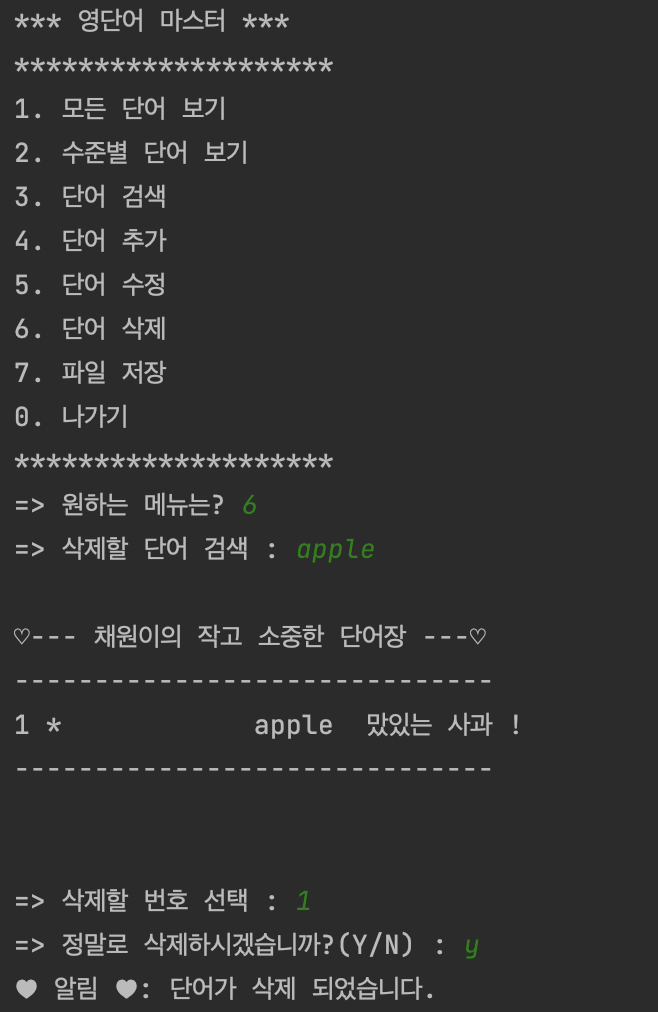 *** 영단어 마스터 ***
********************
1. 모든 단어 보기
2. 수준별 단어 보기
3. 단어 검색
4. 단어 추가
5. 단어 수정
6. 단어 삭제
7. 파일 저장
0. 나가기
********************
=> 원하는 메뉴는? 6
=> 삭제할 단어 검색 : apple
♡--- 채원이의 작고 소중한 단어장 ---♡
------------------------------
1 *            apple  맜있는 사과 !
------------------------------
=> 삭제할 번호 선택 : 1
=> 정말로 삭제하시겠습니까?(Y/N) : y
♥ 알림 ♥: 단어가 삭제 되었습니다.